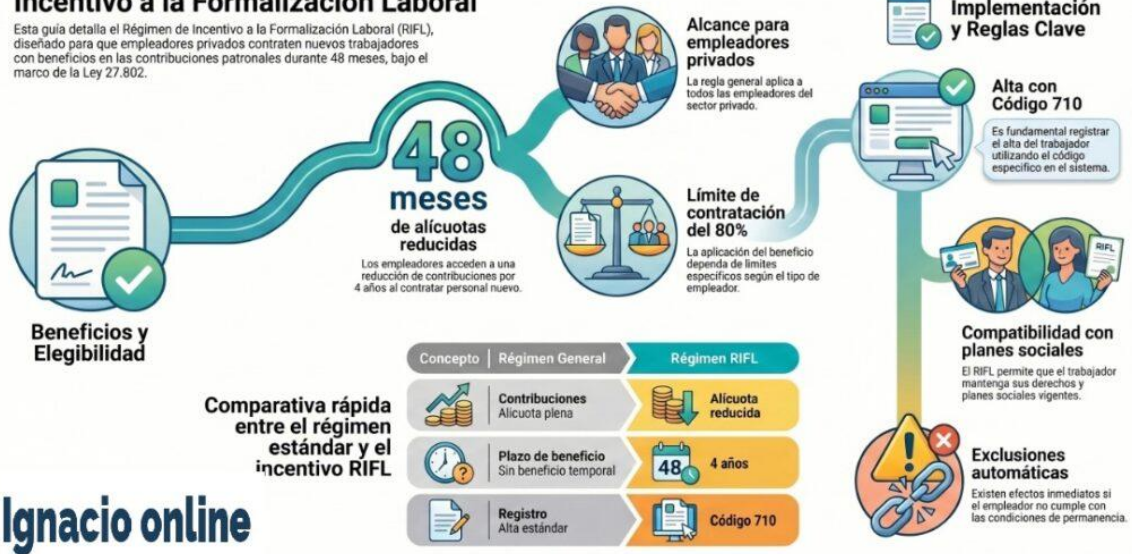 Incentivo a la Formalización Laboral
Esta guía detalla el Régimen de Incentivo a la Formalización Laboral (RIFL),
diseñado para que empleadores privados contraten nuevos trabajadores
con beneficios en las contribuciones patronales durante 48 meses, bajo el
marco de la Ley 27.802.
Beneficios y
Elegibilidad
48
meses
de alícuotas
reducidas
Los empleadores acceden a una
reducción de contribuciones por
4 años al contratar personal nuevo.
Alcance para
empleadores
privados
La regla general aplica a
todos las empleadores del
sector privado.
Límite de
contratación
del 80%
La aplicación del beneficio
dependa de limites
específicos según el tipo de
empleador.
Implementación
y Reglas Clave
Alta con
Código 710
Es fundamental registrar
el alta del trabajador
utilizando el código
especifico en el sistema.
RIFL
Compatibilidad con
planes sociales
El RIFL permite que el trabajador
mantenga sus derechos y
planes sociales vigentes.
Exclusiones
automáticas
Existen efectos inmediatos si
el empleador no cumple con
las condiciones de permanencia.
Comparativa rápida
entre el régimen
estándar y el
incentivo RIFL
Concepto | Régimen General
Régimen RIFL
Contribuciones
Alícuota plena
Alícuota
reducida
Plazo de beneficio
Sin beneficio temporal
48
4 años
Registro
Alta estándar
Código 710
Ignacio online